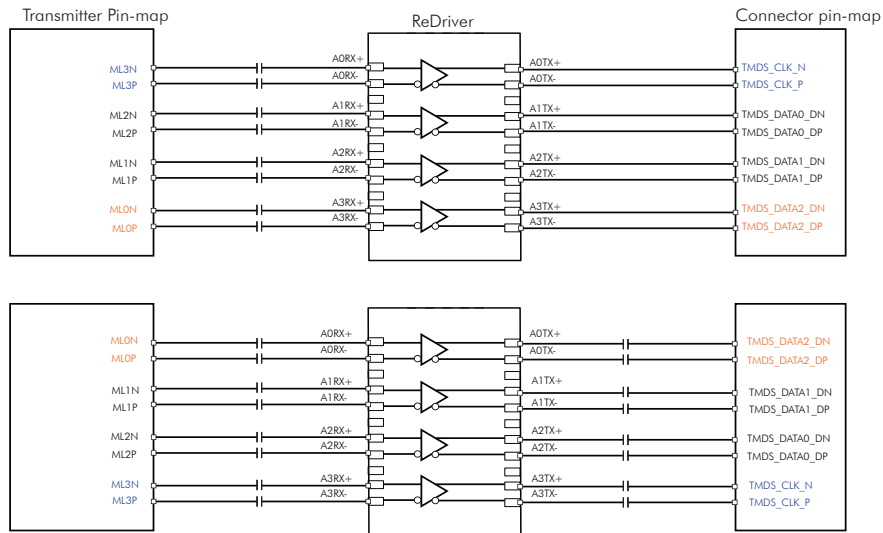 Transmitter Pin-map
ReDriver
Connector pin-map
ML3N
A0RX+
A0TX+
TMDS_CLK_N
ML3P
A0RX-
A0TX-
TMDS_CLK_P
ML2N
A1RX+
A1TX+
TMDS_DATA0_DN
ML2P
A1RX-
A1TX-
TMDS_DATA0_DP
ML1N
A2RX+
A2TX+
TMDS_DATA1_DN
ML1P
A2RX-
A2TX-
TMDS_DATA1_DP
ML0N
A3RX+
A3TX+
TMDS_DATA2_DN
ML0P
A3RX-
A3TX-
TMDS_DATA2_DP
ML0N
A0RX+
A0TX+
TMDS_DATA2_DN
ML0P
A0RX-
A0TX-
TMDS_DATA2_DP
ML1N
A1RX+
A1TX+
TMDS_DATA1_DN
ML1P
A1RX-
A1TX-
TMDS_DATA1_DP
ML2N
A2RX+
A2TX+
TMDS_DATA0_DN
ML2P
A2RX-
A2TX-
TMDS_DATA0_DP
ML3N
A3RX+
A3TX+
TMDS_CLK_N
ML3P
A3RX-
A3TX-
TMDS_CLK_P